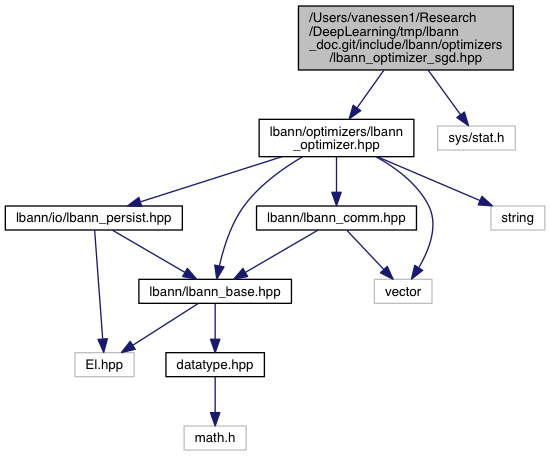 /Users/vanessen1/Research
/DeepLearning/tmp/lbann
_doc.git/include/lbann/optimizers
/lbann_optimizer_sgd.hpp
lbann/optimizers/lbann
_optimizer.hpp
sys/stat.h
lbann/io/lbann_persist.hpp
lbann/lbann_comm.hpp
string
lbann/lbann_base.hpp
vector
El.hpp
datatype.hpp
math.h